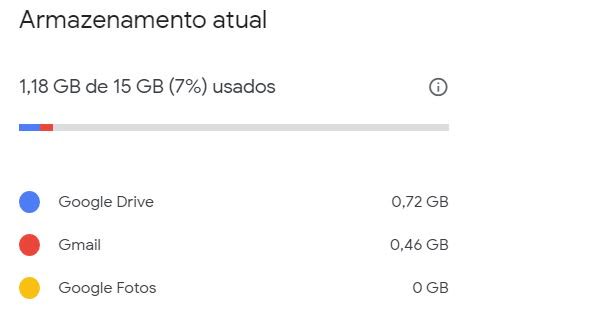 Armazenamento atual
1,18 GB de 15 GB (7%) usados
Google Drive 0,72 GB
Gmail 0,46 GB
Google Fotos 0 GB